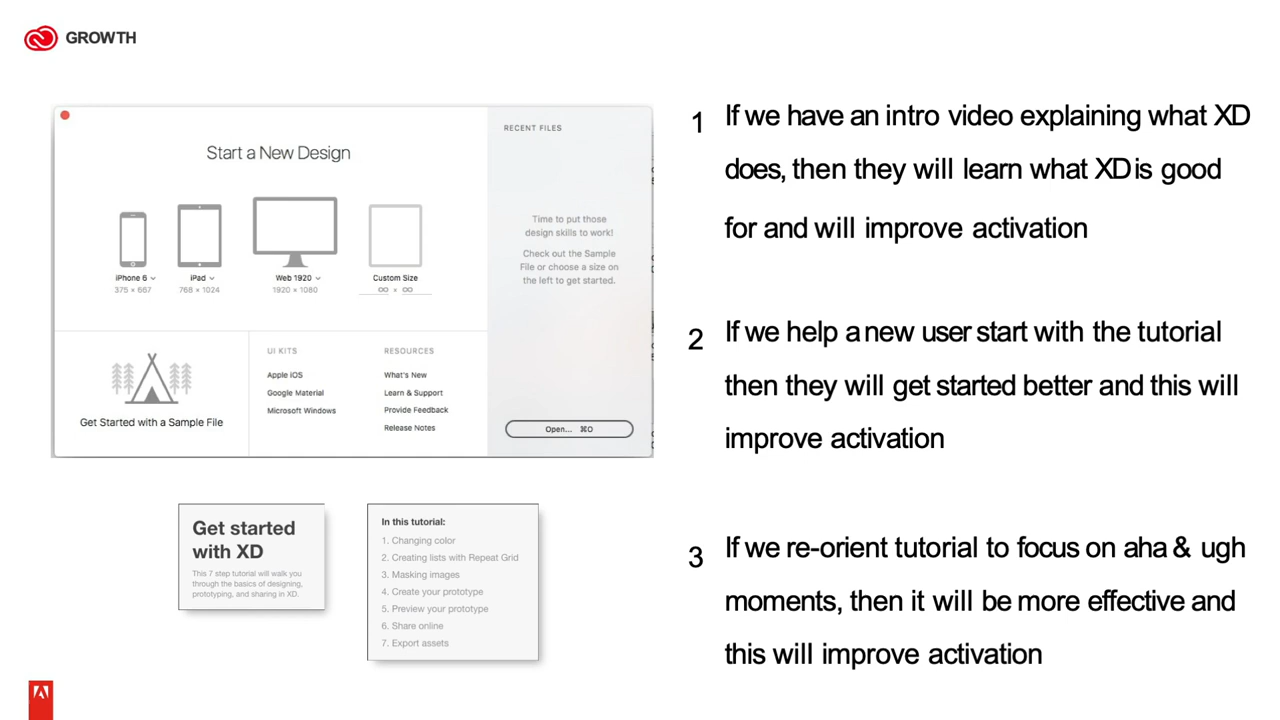 GROWTH
Start a New Design
iPhone 6
375 × 667
iPad
768 × 1024
Web 1920
1920 × 1080
Custom Size
×
Get Started with a Sample File
UI KITS
Apple iOS
Google Material
Microsoft Windows
RESOURCES
What's New
Learn & Support
Provide Feedback
Release Notes
RECENT FILES
Time to put those
design skills to work!
Check out the Sample
File or choose a size on
the left to get started.
Open... ⌘O
Get started
with XD
This 7 step tutorial will walk you
through the basics of designing,
prototyping, and sharing in XD.
In this tutorial:
1. Changing color
2. Creating lists with Repeat Grid
3. Masking images
4. Create your prototype
5. Preview your prototype
6. Share online
7. Export assets
1 If we have an intro video explaining what XD
does, then they will learn what XD is good
for and will improve activation
2 If we help a new user start with the tutorial
then they will get started better and this will
improve activation
3 If we re-orient tutorial to focus on aha & ugh
moments, then it will be more effective and
this will improve activation